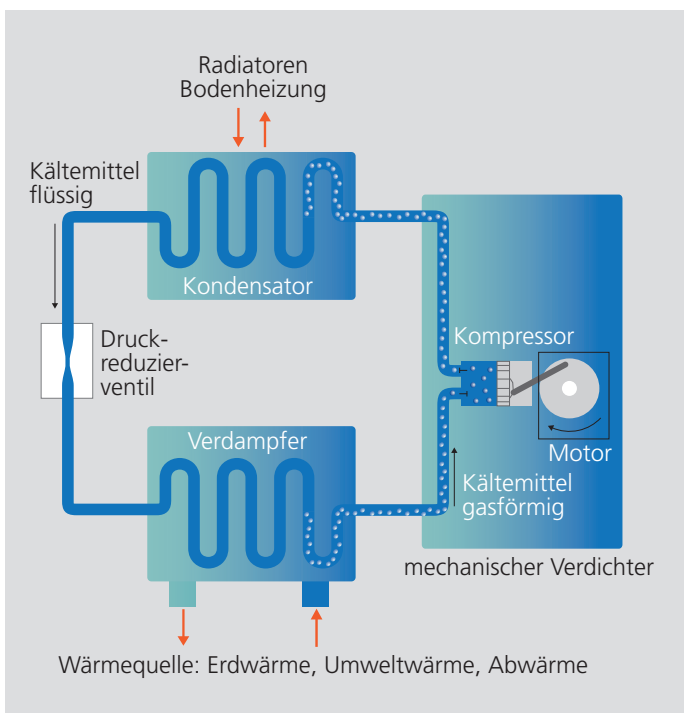 Radiatoren
Bodenheizung
Kältemittel
flüssig
Kondensator
Druck-
reduzier-
ventil
Kompressor
Motor
Verdampfer
Kältemittel
gasförmig
mechanischer Verdichter
Wärmequelle: Erdwärme, Umweltwärme, Abwärme